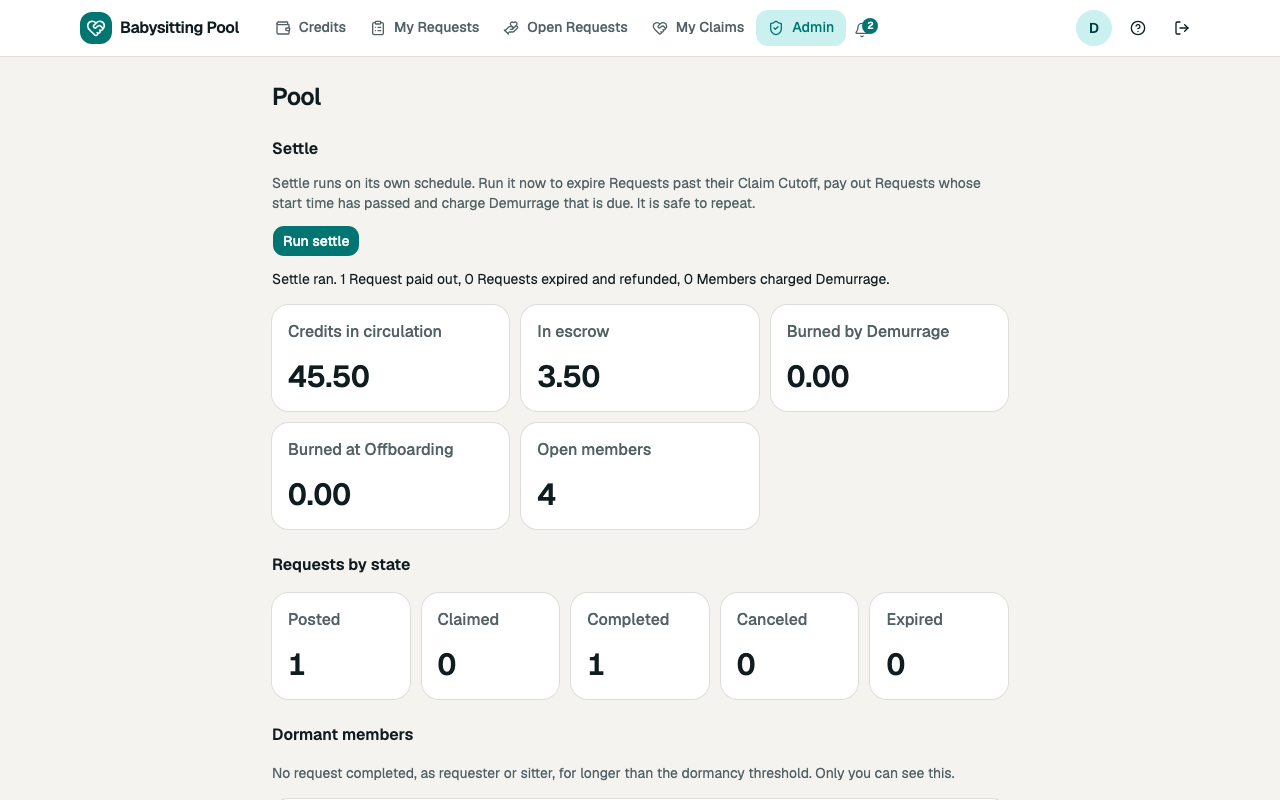 Babysitting Pool
Credits
My Requests
Open Requests
My Claims
Admin
2
D
Pool
Settle
Settle runs on its own schedule. Run it now to expire Requests past their Claim Cutoff, pay out Requests whose
start time has passed and charge Demurrage that is due. It is safe to repeat.
Run settle
Settle ran. 1 Request paid out, 0 Requests expired and refunded, 0 Members charged Demurrage.
Credits in circulation
45.50
In escrow
3.50
Burned by Demurrage
0.00
Burned at Offboarding
0.00
Open members
4
Requests by state
Posted
1
Claimed
0
Completed
1
Canceled
0
Expired
0
Dormant members
No request completed, as requester or sitter, for longer than the dormancy threshold. Only you can see this.